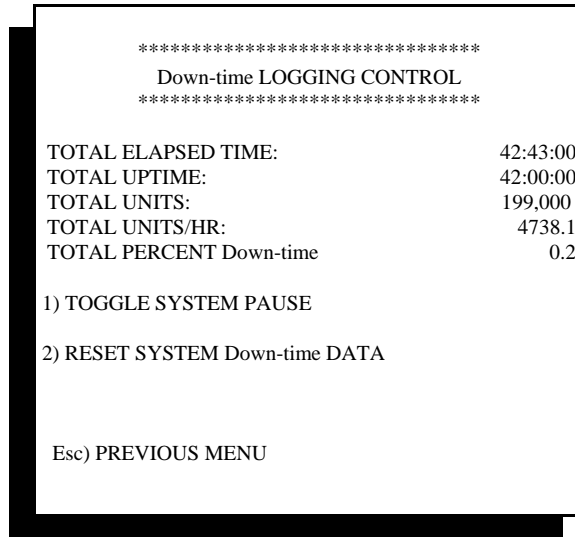 ********************************
Down-time LOGGING CONTROL
********************************
TOTAL ELAPSED TIME: 42:43:00
TOTAL UPTIME: 42:00:00
TOTAL UNITS: 199,000
TOTAL UNITS/HR: 4738.1
TOTAL PERCENT Down-time 0.2
1) TOGGLE SYSTEM PAUSE
2) RESET SYSTEM Down-time DATA
Esc) PREVIOUS MENU